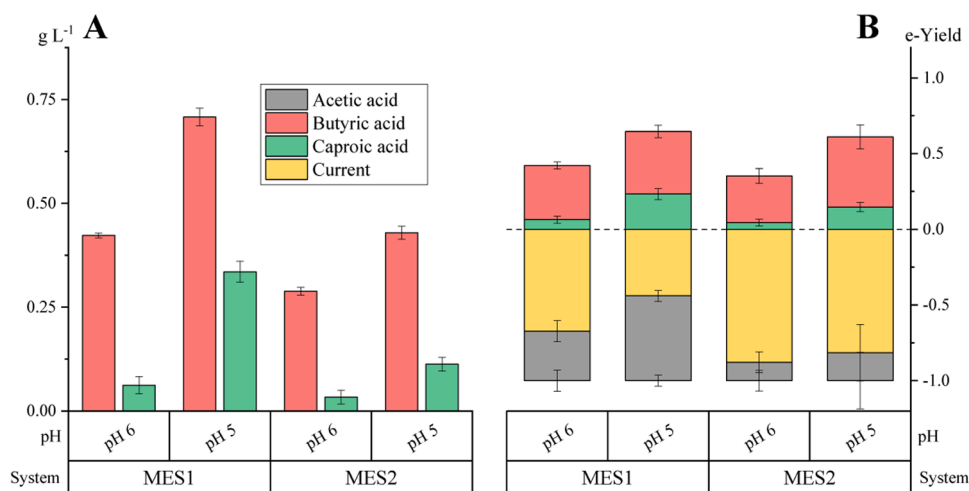 g L⁻¹ A
0.75
0.50
0.25
0.00
Acetic acid
Butyric acid
Caproic acid
Current
pH pH 6 pH 5 pH 6 pH 5
System MES1 MES2
B e-Yield
1.0
0.5
0.0
-0.5
-1.0
pH 6 pH 5 pH 6 pH 5 pH
MES1 MES2 System